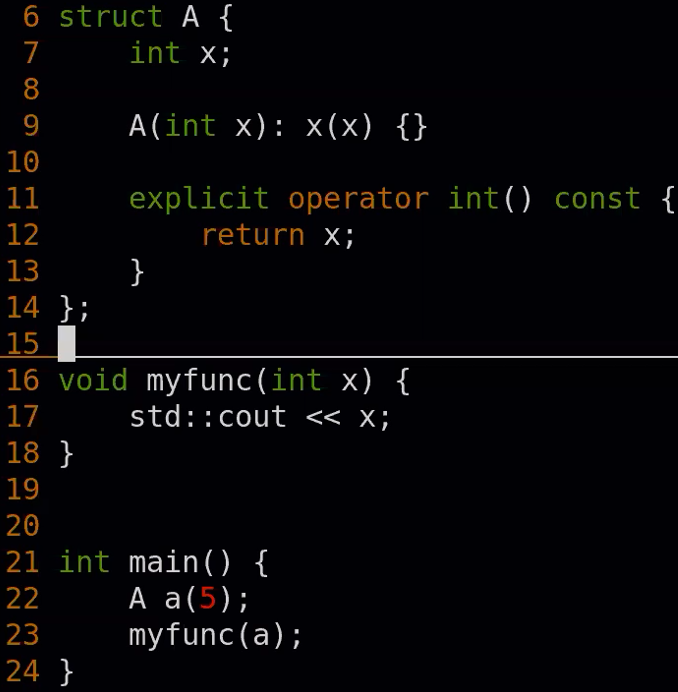 6 struct A {
7     int x;
8
9     A(int x): x(x) {}
10
11     explicit operator int() const {
12         return x;
13     }
14 };
15
16 void myfunc(int x) {
17     std::cout << x;
18 }
19
20
21 int main() {
22     A a(5);
23     myfunc(a);
24 }